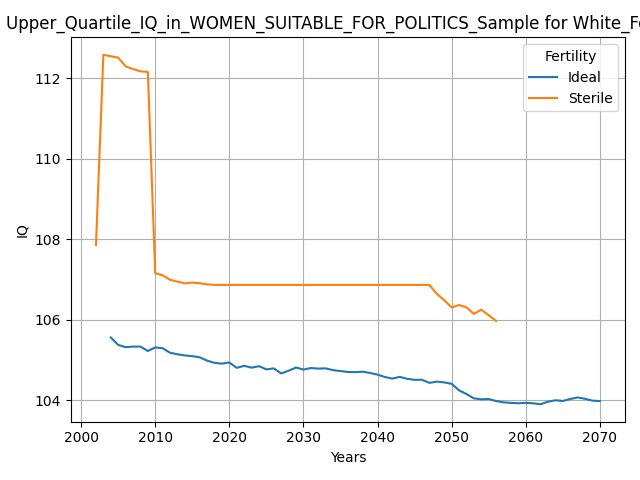 Upper_Quartile_IQ_in_WOMEN_SUITABLE_FOR_POLITICS_Sample for White_Fe
Fertility
Ideal
Sterile
IQ
112
110
108
106
104
2000 2010 2020 2030 2040 2050 2060 2070
Years